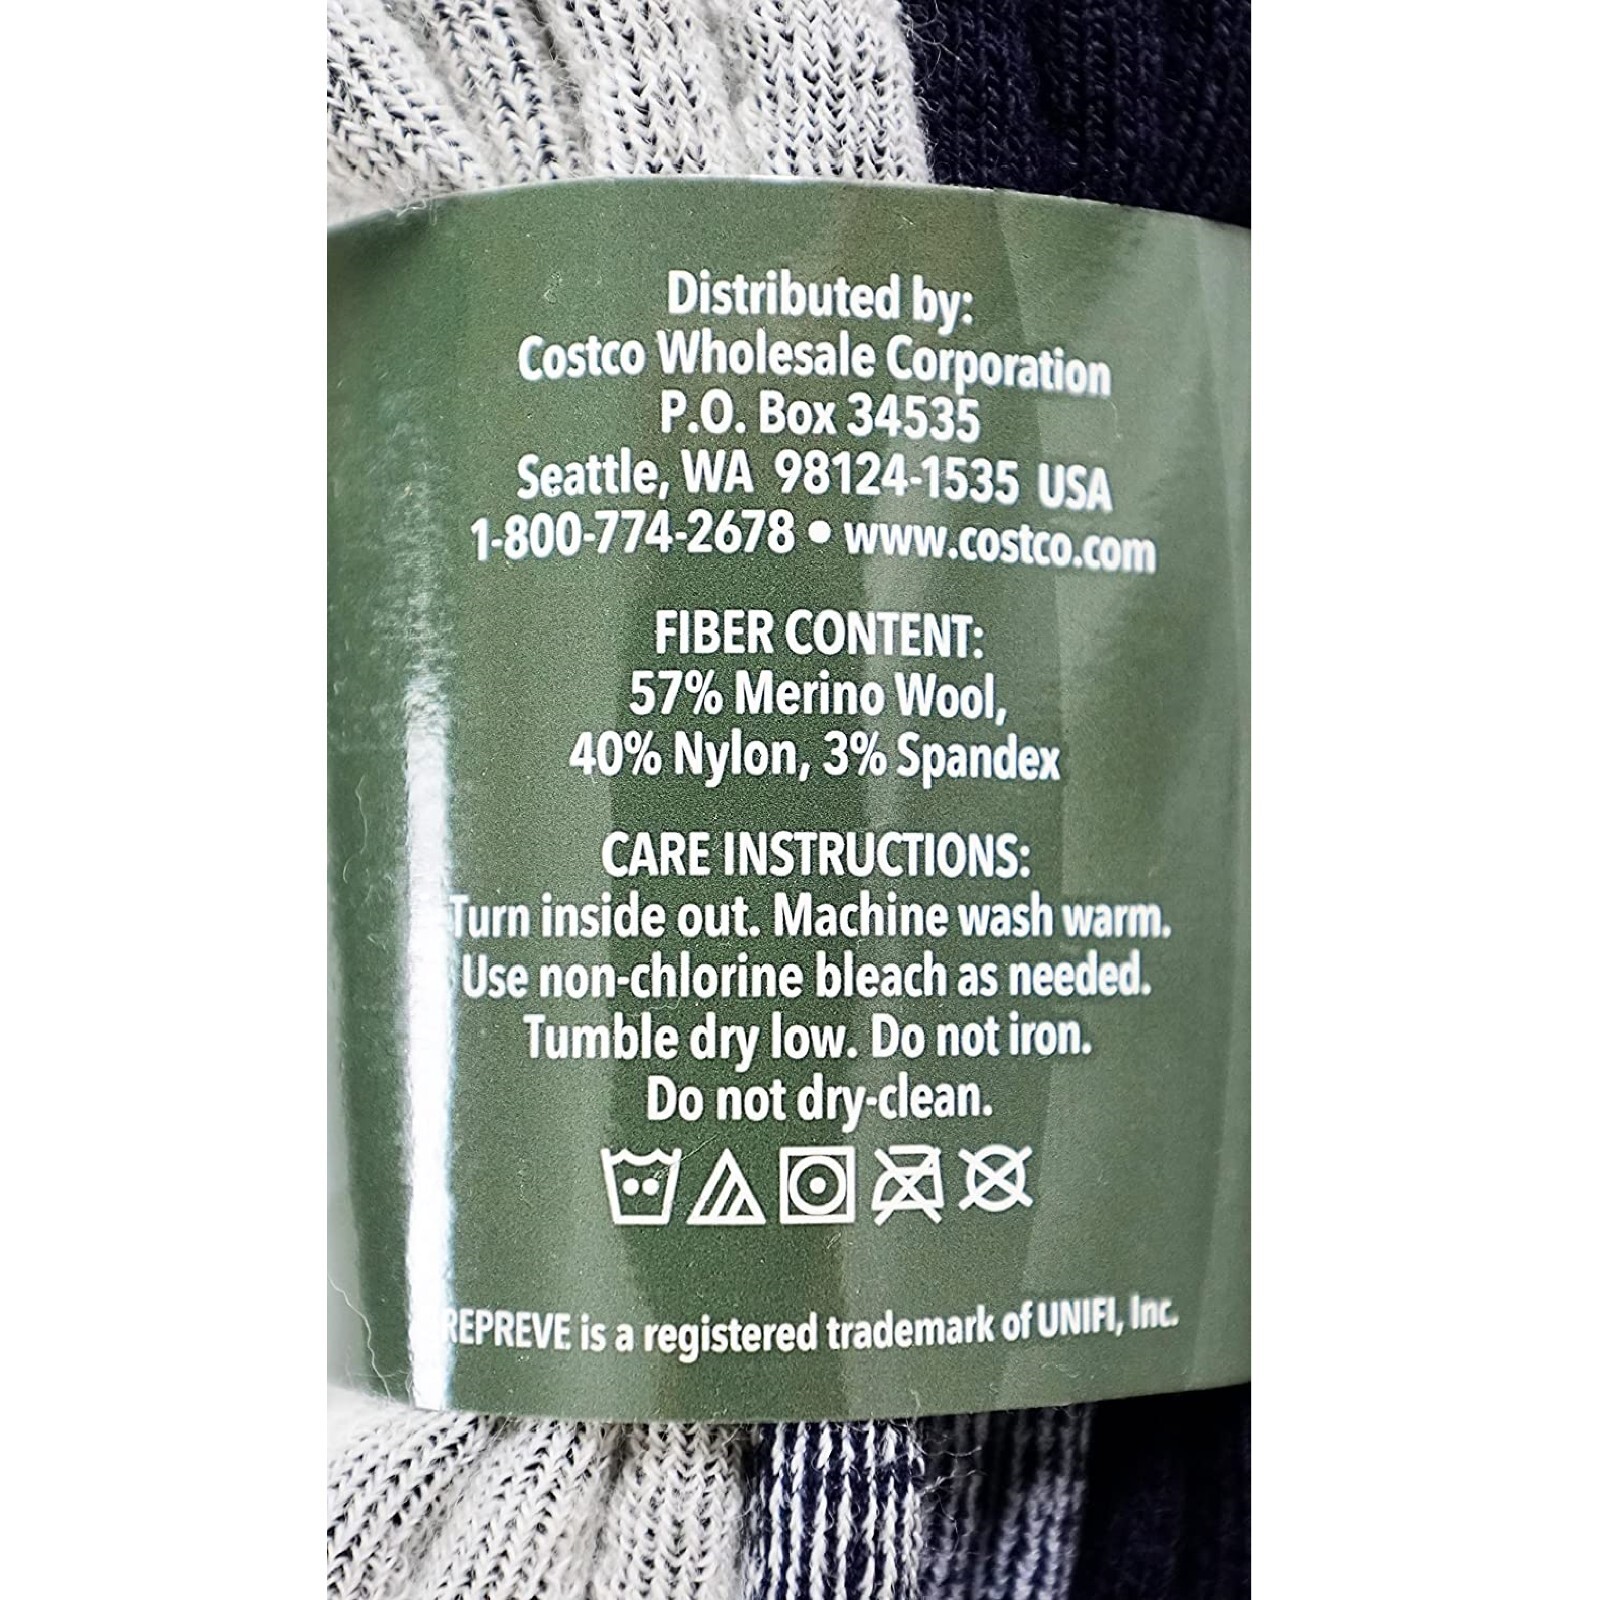 Distributed by:
Costco Wholesale Corporation
P.O. Box 34535
Seattle, WA 98124-1535 USA
1-800-774-2678 • www.costco.com
FIBER CONTENT:
57% Merino Wool,
40% Nylon, 3% Spandex
CARE INSTRUCTIONS:
Turn inside out. Machine wash warm.
Use non-chlorine bleach as needed.
Tumble dry low. Do not iron.
Do not dry-clean.
REPREVE is a registered trademark of UNIFI, Inc.